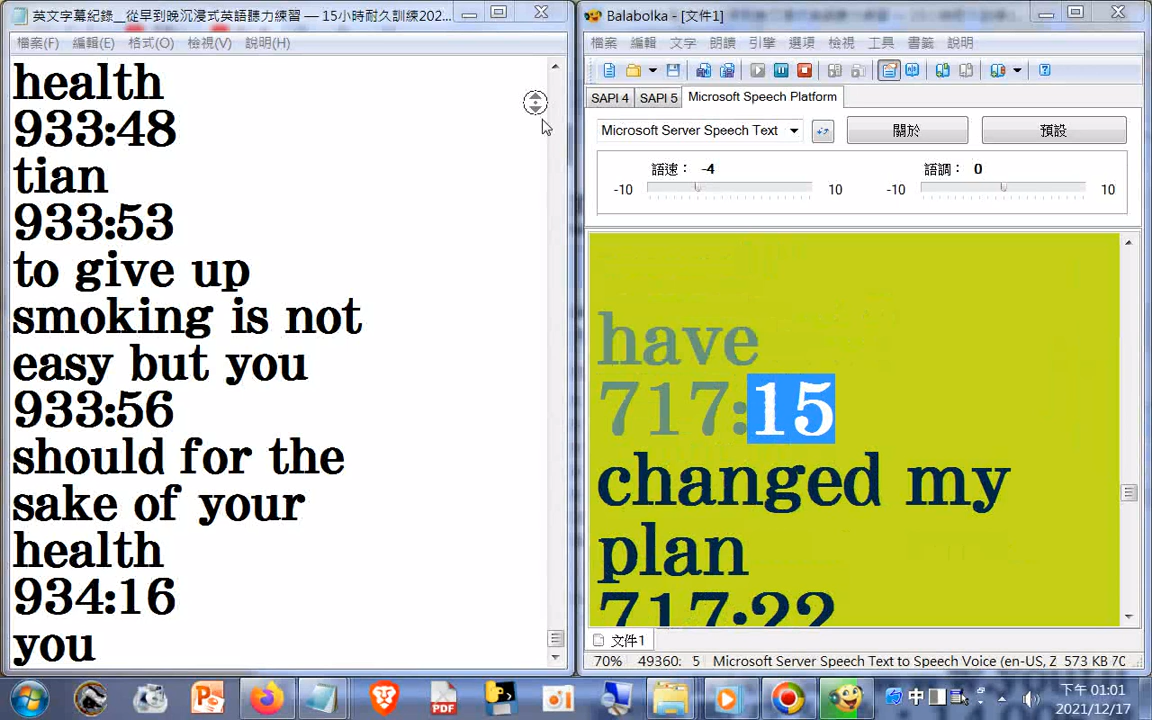 英文字幕紀錄__從早到晚沉浸式英語聽力練習 — 15小時耐久訓練202...
檔案(F) 編輯(E) 格式(O) 檢視(V) 說明(H)
health
933:48
tian
933:53
to give up
smoking is not
easy but you
933:56
should for the
sake of your
health
934:16
you
Balabolka - [文件1]
檔案 編輯 文字 朗讀 引擎 選項 檢視 工具 書籤 說明
SAPI 4 SAPI 5 Microsoft Speech Platform
Microsoft Server Speech Text 關於 預設
語速： -4 語調： 0
-10 10 -10 10
have
717:15
changed my
plan
717:22
文件1
70% 49360: 5 Microsoft Server Speech Text to Speech Voice (en-US, Z 573 KB 70
中
下午 01:01
2021/12/17